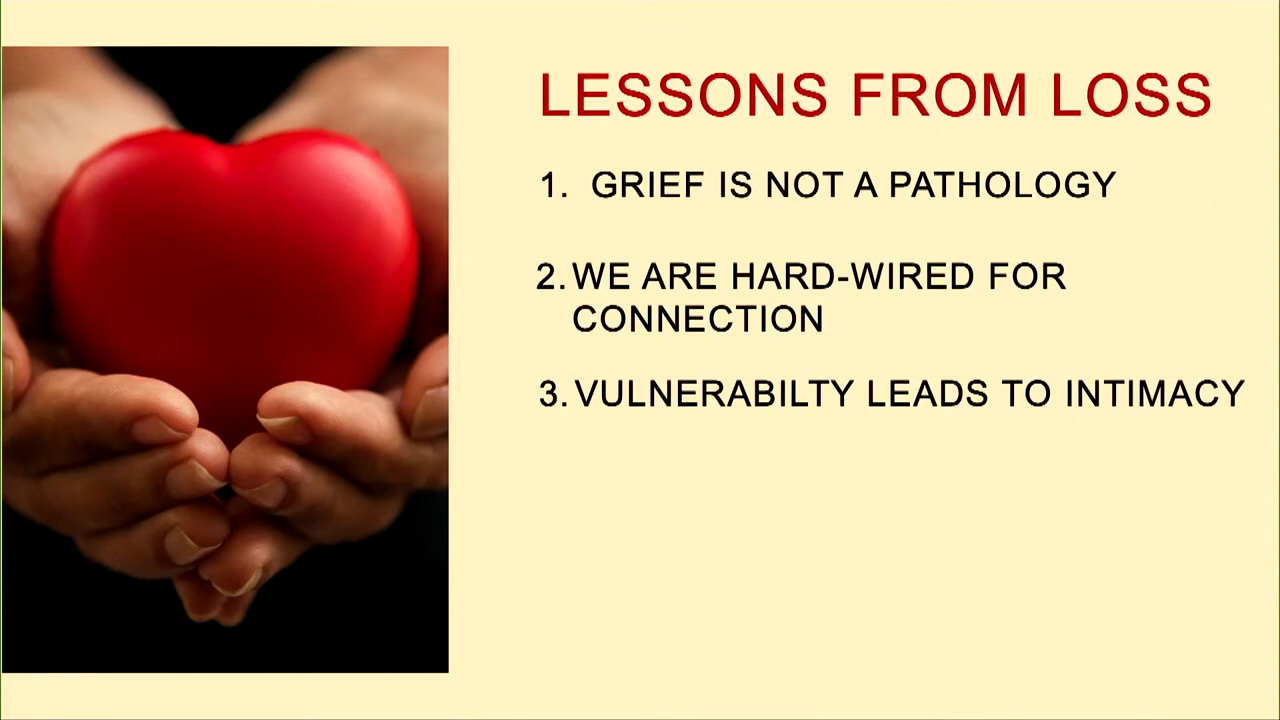 LESSONS FROM LOSS
1. GRIEF IS NOT A PATHOLOGY
2. WE ARE HARD-WIRED FOR
CONNECTION
3. VULNERABILTY LEADS TO INTIMACY